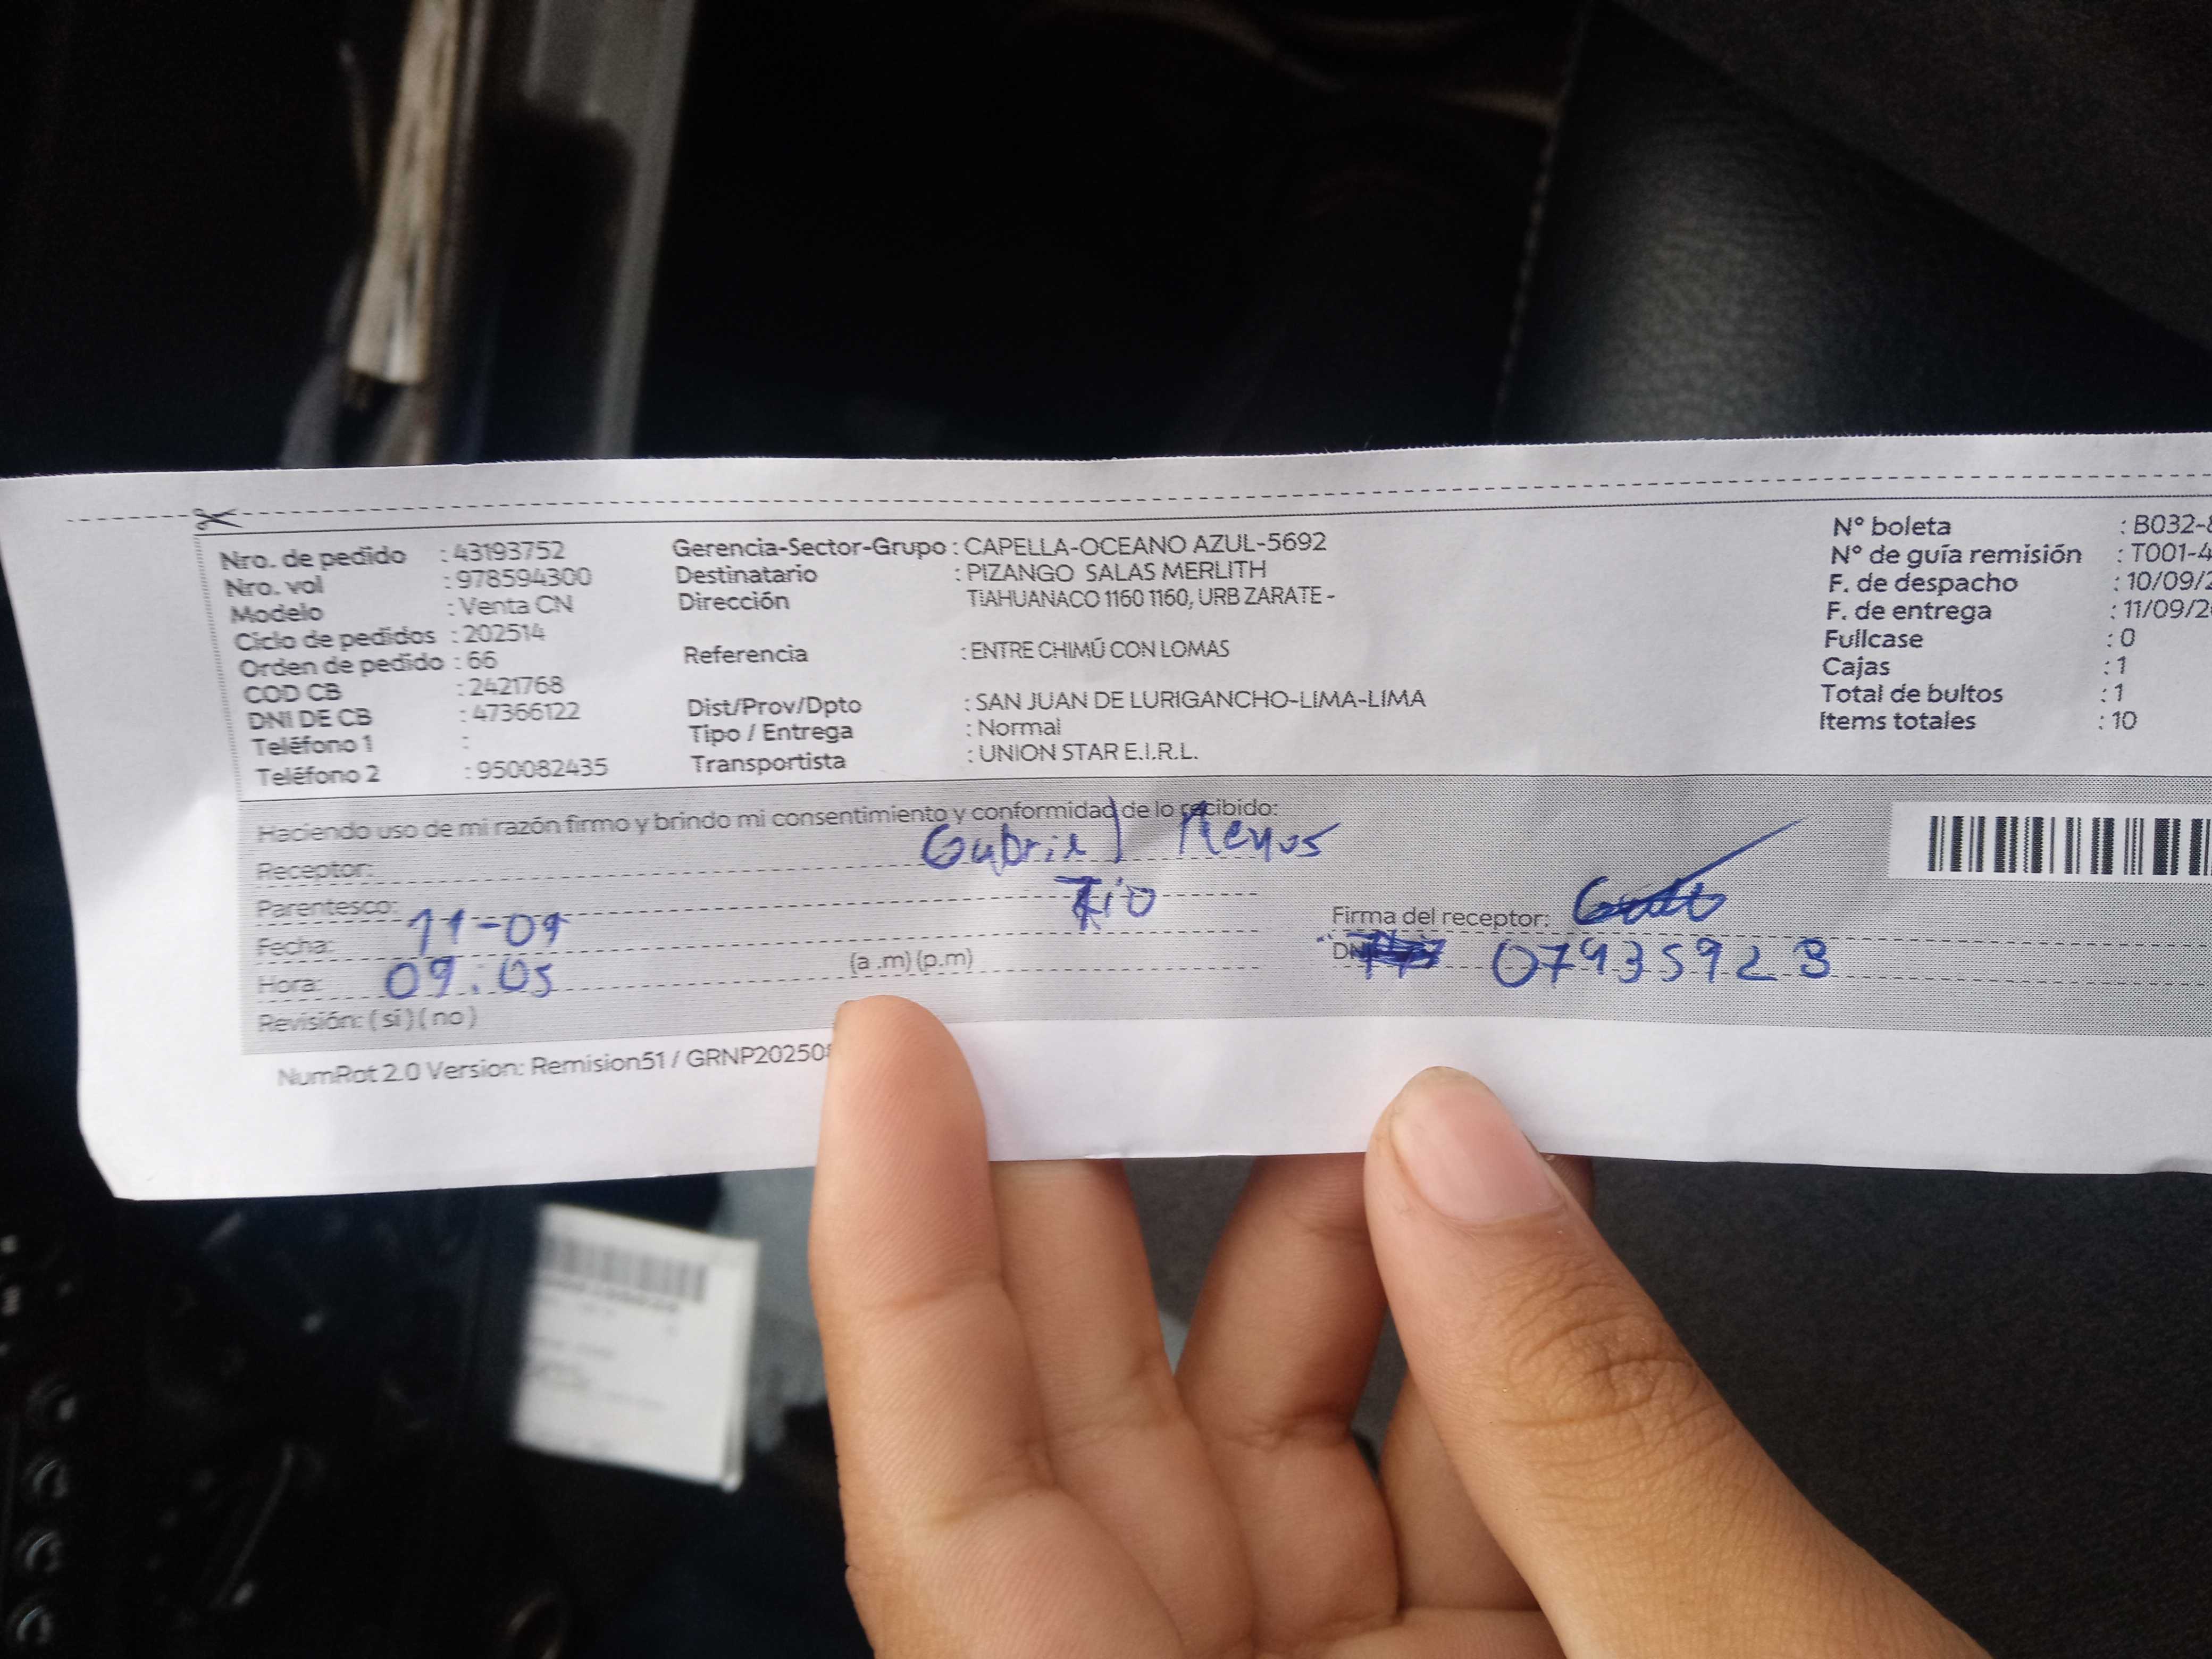 Nro. de pedido : 43193752
Nro. vol : 978594300
Modelo : Venta CN
Ciclo de pedidos : 202514
Orden de pedido : 66
COD CB : 2421768
DNI DE CB : 47366122
Teléfono 1 :
Teléfono 2 : 950082435
Gerencia-Sector-Grupo : CAPELLA-OCEANO AZUL-5692
Destinatario : PIZANGO SALAS MERLITH
Dirección TIAHUANACO 1160 1160, URB ZARATE -
Referencia : ENTRE CHIMÚ CON LOMAS
Dist/Prov/Dpto : SAN JUAN DE LURIGANCHO-LIMA-LIMA
Tipo / Entrega : Normal
Transportista : UNION STAR E.I.R.L.
N° boleta : B032-
N° de guía remisión : T001-4
F. de despacho : 10/09/2
F. de entrega : 11/09/2
Fullcase : 0
Cajas : 1
Total de bultos : 1
Items totales : 10
Haciendo uso de mi razón firmo y brindo mi consentimiento y conformidad de lo recibido:
Receptor: Gabriel
Parentesco: Tio
Fecha: 11-09
Hora: 09:05 (a .m) (p.m)
Revisión: ( sí ) ( no )
Firma del receptor:
DNI 07935923
NumRot 2.0 Version: Remision51 / GRNP20250